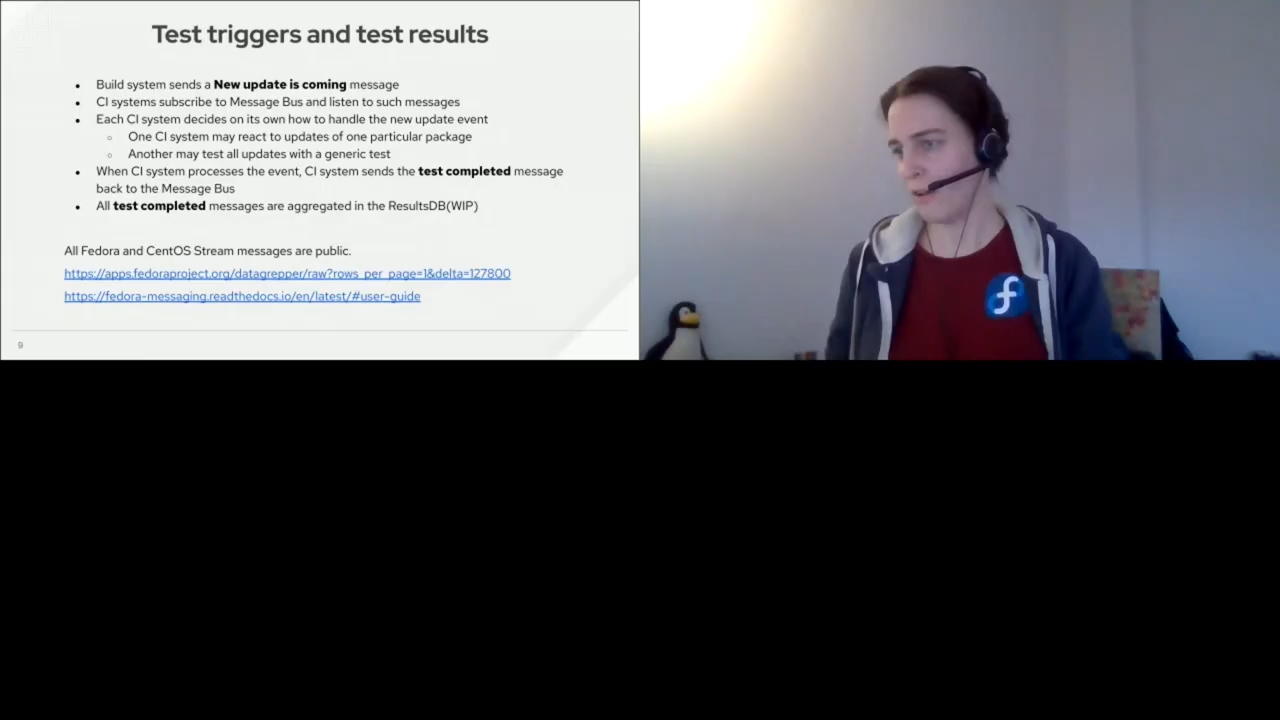 Test triggers and test results
● Build system sends a New update is coming message
● CI systems subscribe to Message Bus and listen to such messages
● Each CI system decides on its own how to handle the new update event
○ One CI system may react to updates of one particular package
○ Another may test all updates with a generic test
● When CI system processes the event, CI system sends the test completed message
back to the Message Bus
● All test completed messages are aggregated in the ResultsDB(WIP)
All Fedora and CentOS Stream messages are public.
https://apps.fedoraproject.org/datagrepper/raw?rows_per_page=1&delta=127800
https://fedora-messaging.readthedocs.io/en/latest/#user-guide
9